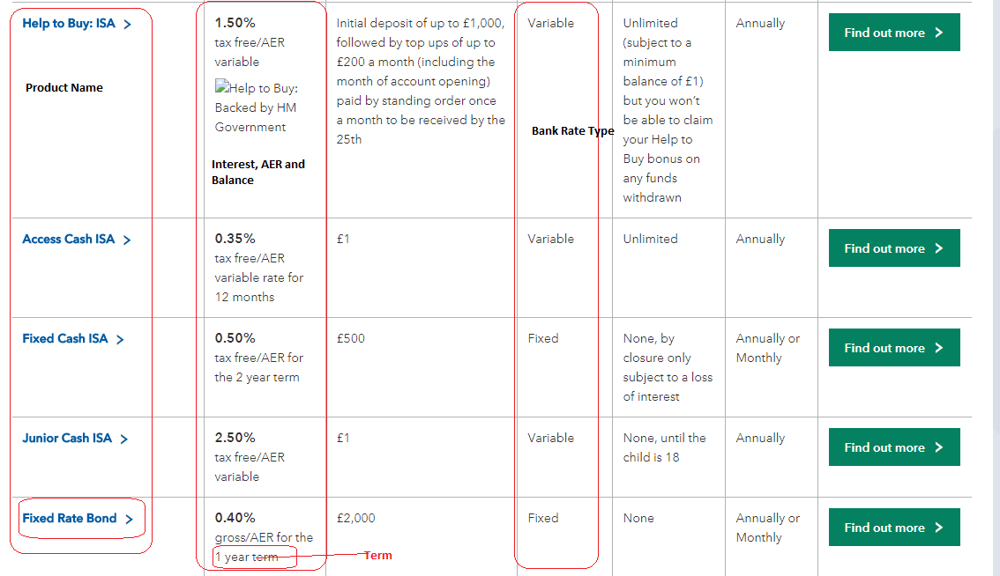 Help to Buy: ISA >
Product Name
1.50%
tax free/AER
variable
Help to Buy:
Backed by HM
Government
Interest, AER and
Balance
Initial deposit of up to £1,000,
followed by top ups of up to
£200 a month (including the
month of account opening)
paid by standing order once
a month to be received by the
25th
Variable
Bank Rate Type
Unlimited
(subject to a
minimum
balance of £1)
but you won't
be able to claim
your Help to
Buy bonus on
any funds
withdrawn
Annually
Find out more >
Access Cash ISA >
0.35%
tax free/AER
variable rate for
12 months
£1
Variable
Unlimited
Annually
Find out more >
Fixed Cash ISA >
0.50%
tax free/AER for
the 2 year term
£500
Fixed
None, by
closure only
subject to a loss
of interest
Annually or
Monthly
Find out more >
Junior Cash ISA >
2.50%
tax free/AER
variable
£1
Variable
None, until the
child is 18
Annually
Find out more >
Fixed Rate Bond >
0.40%
gross/AER for the
1 year term
Term
£2,000
Fixed
None
Annually or
Monthly
Find out more >